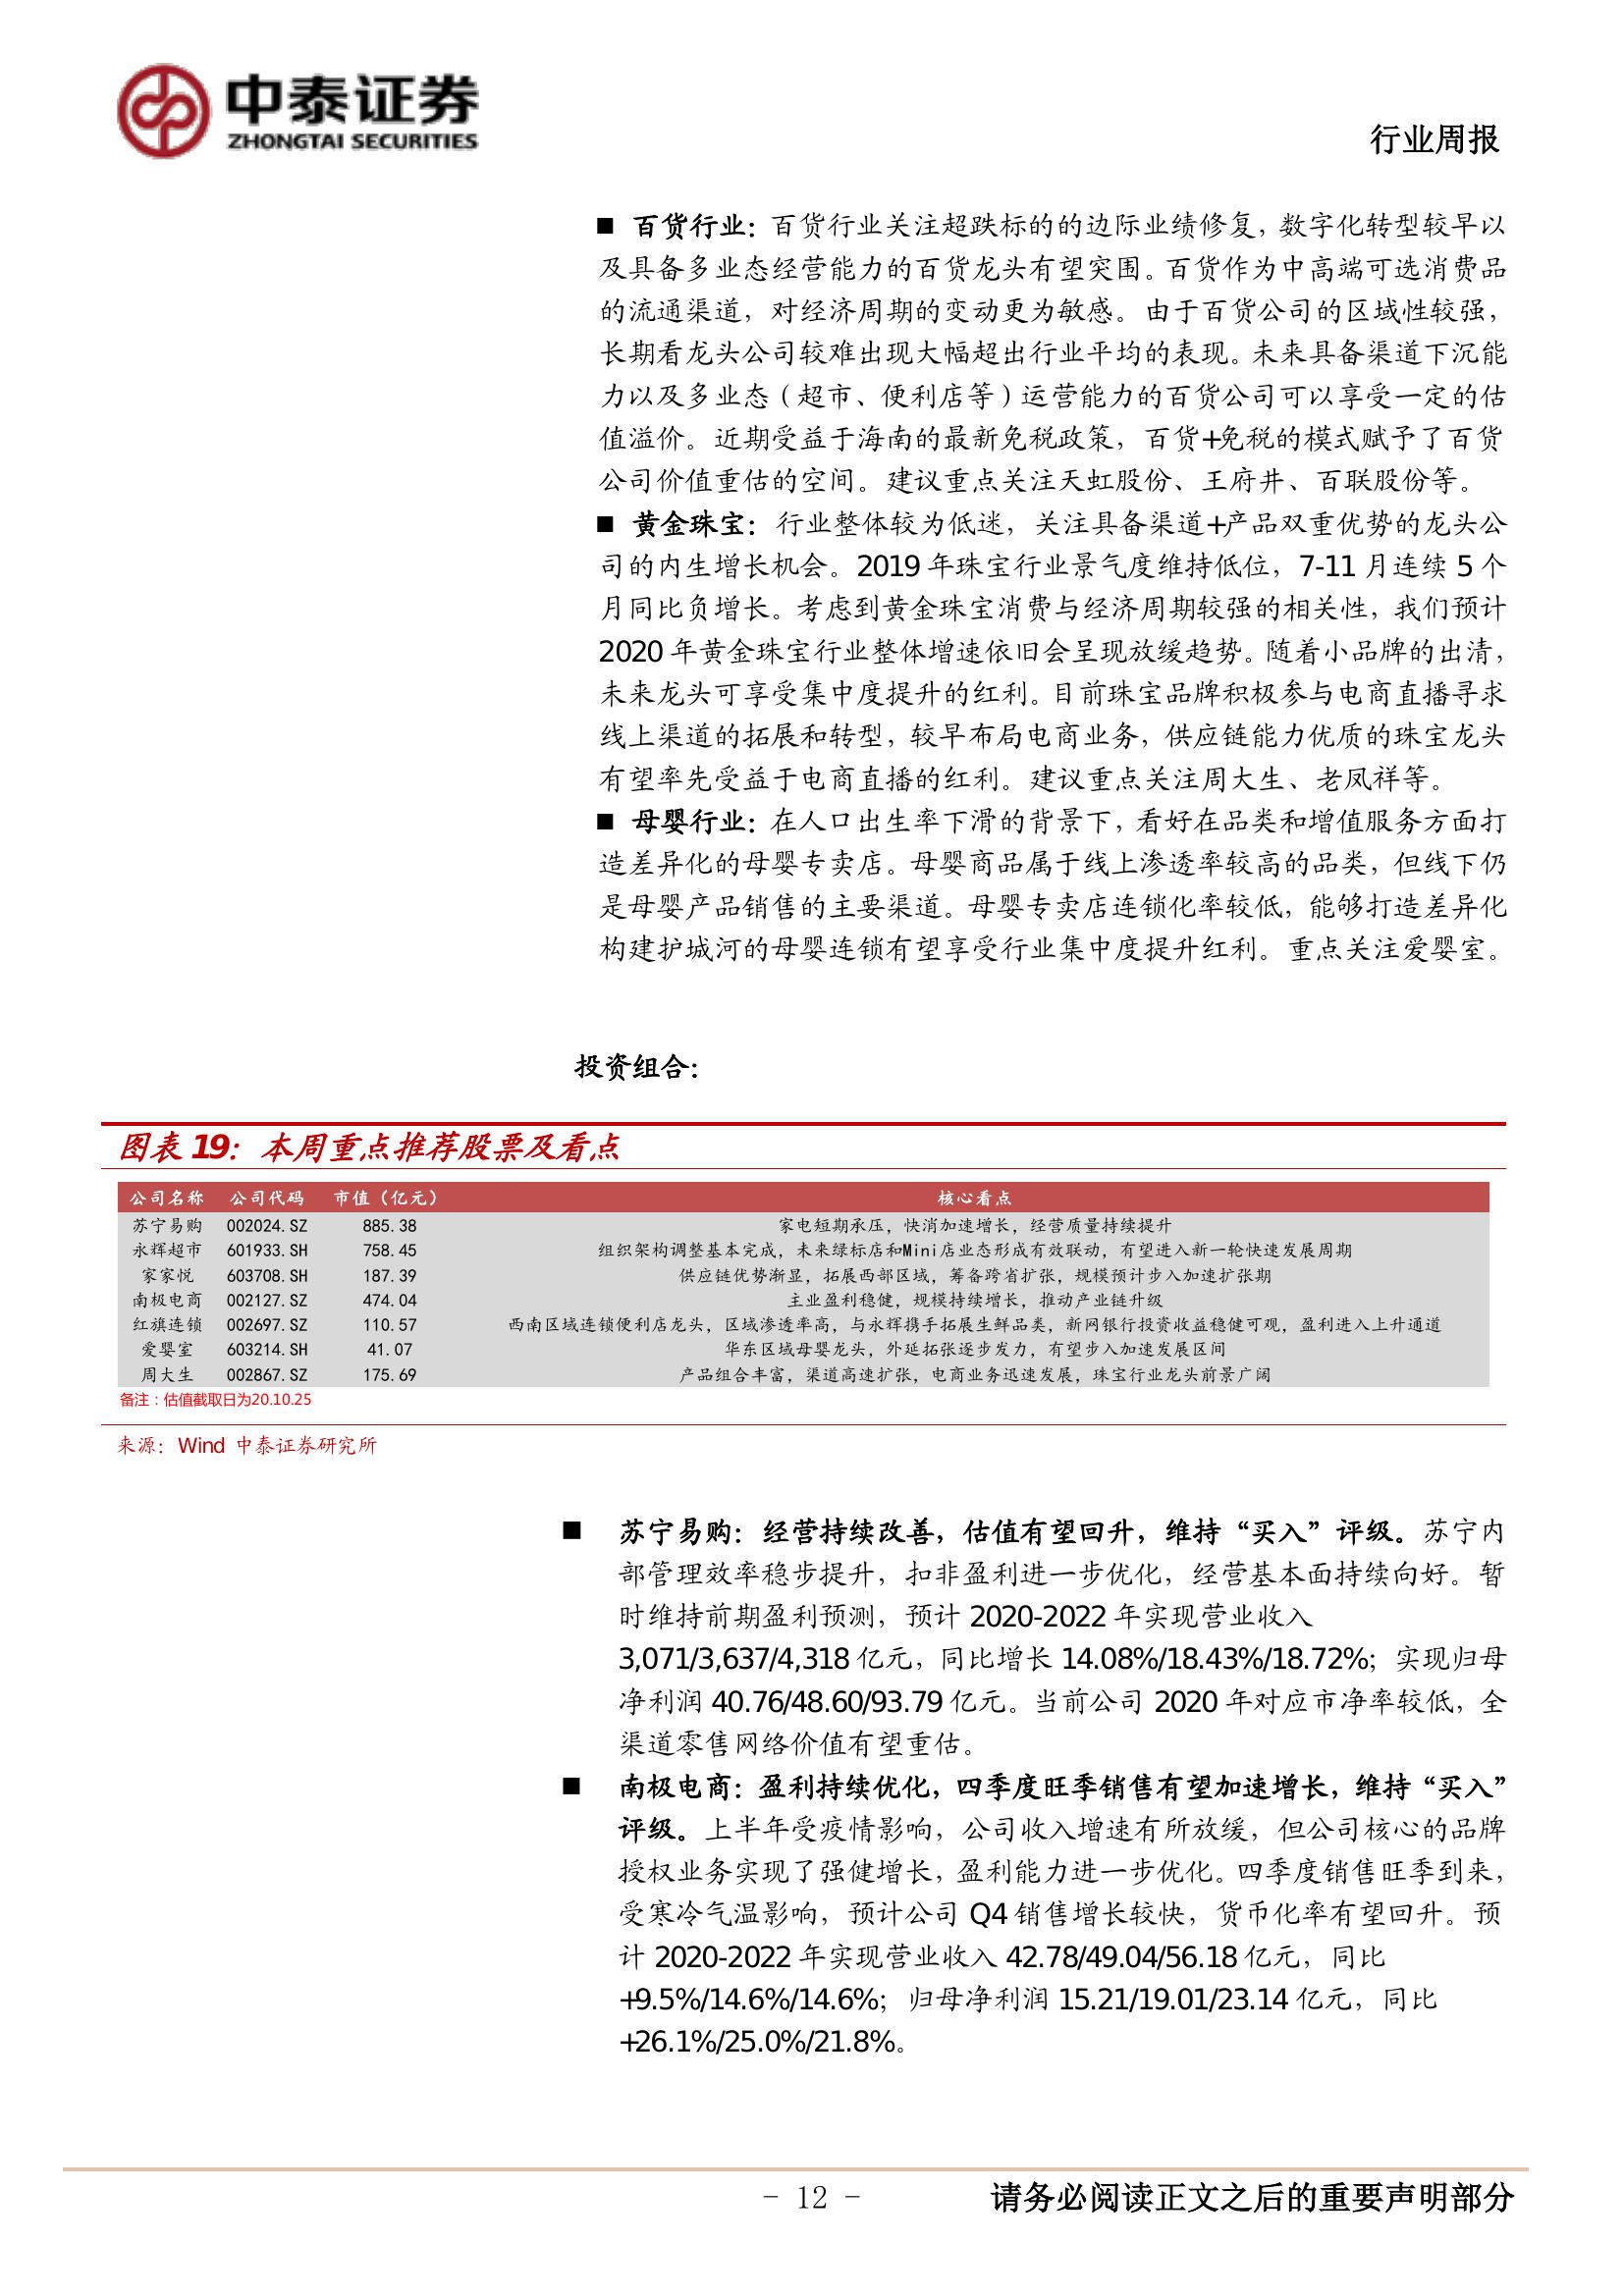 中泰证券
ZHONGTAI SECURITIES
行业周报
■ 百货行业：百货行业关注超跌标的的边际业绩修复，数字化转型较早以
及具备多业态经营能力的百货龙头有望突围。百货作为中高端可选消费品
的流通渠道，对经济周期的变动更为敏感。由于百货公司的区域性较强，
长期看龙头公司较难出现大幅超出行业平均的表现。未来具备渠道下沉能
力以及多业态（超市、便利店等）运营能力的百货公司可以享受一定的估
值溢价。近期受益于海南的最新免税政策，百货+免税的模式赋予了百货
公司价值重估的空间。建议重点关注天虹股份、王府井、百联股份等。
■ 黄金珠宝：行业整体较为低迷，关注具备渠道+产品双重优势的龙头公
司的内生增长机会。2019 年珠宝行业景气度维持低位，7-11 月连续 5 个
月同比负增长。考虑到黄金珠宝消费与经济周期较强的相关性，我们预计
2020 年黄金珠宝行业整体增速依旧会呈现放缓趋势。随着小品牌的出清，
未来龙头可享受集中度提升的红利。目前珠宝品牌积极参与电商直播寻求
线上渠道的拓展和转型，较早布局电商业务，供应链能力优质的珠宝龙头
有望率先受益于电商直播的红利。建议重点关注周大生、老凤祥等。
■ 母婴行业：在人口出生率下滑的背景下，看好在品类和增值服务方面打
造差异化的母婴专卖店。母婴商品属于线上渗透率较高的品类，但线下仍
是母婴产品销售的主要渠道。母婴专卖店连锁化率较低，能够打造差异化
构建护城河的母婴连锁有望享受行业集中度提升红利。重点关注爱婴室。
投资组合：
图表 19：本周重点推荐股票及看点
公司名称 公司代码 市值（亿元） 核心看点
苏宁易购 002024.SZ 885.38 家电短期承压，快消加速增长，经营质量持续提升
永辉超市 601933.SH 758.45 组织架构调整基本完成，未来绿标店和Mini店业态形成有效联动，有望进入新一轮快速发展周期
家家悦 603708.SH 187.39 供应链优势渐显，拓展西部区域，筹备跨省扩张，规模预计步入加速扩张期
南极电商 002127.SZ 474.04 主业盈利稳健，规模持续增长，推动产业链升级
红旗连锁 002697.SZ 110.57 西南区域连锁便利店龙头，区域渗透率高，与永辉携手拓展生鲜品类，新网银行投资收益稳健可观，盈利进入上升通道
爱婴室 603214.SH 41.07 华东区域母婴龙头，外延拓张逐步发力，有望步入加速发展区间
周大生 002867.SZ 175.69 产品组合丰富，渠道高速扩张，电商业务迅速发展，珠宝行业龙头前景广阔
备注：估值截取日为20.10.25
来源：Wind 中泰证券研究所
■ 苏宁易购：经营持续改善，估值有望回升，维持“买入”评级。苏宁内
部管理效率稳步提升，扣非盈利进一步优化，经营基本面持续向好。暂
时维持前期盈利预测，预计 2020-2022 年实现营业收入
3,071/3,637/4,318 亿元，同比增长 14.08%/18.43%/18.72%；实现归母
净利润 40.76/48.60/93.79 亿元。当前公司 2020 年对应市净率较低，全
渠道零售网络价值有望重估。
■ 南极电商：盈利持续优化，四季度旺季销售有望加速增长，维持“买入”
评级。上半年受疫情影响，公司收入增速有所放缓，但公司核心的品牌
授权业务实现了强健增长，盈利能力进一步优化。四季度销售旺季到来，
受寒冷气温影响，预计公司 Q4 销售增长较快，货币化率有望回升。预
计 2020-2022 年实现营业收入 42.78/49.04/56.18 亿元，同比
+9.5%/14.6%/14.6%；归母净利润 15.21/19.01/23.14 亿元，同比
+26.1%/25.0%/21.8%。
- 12 -
请务必阅读正文之后的重要声明部分